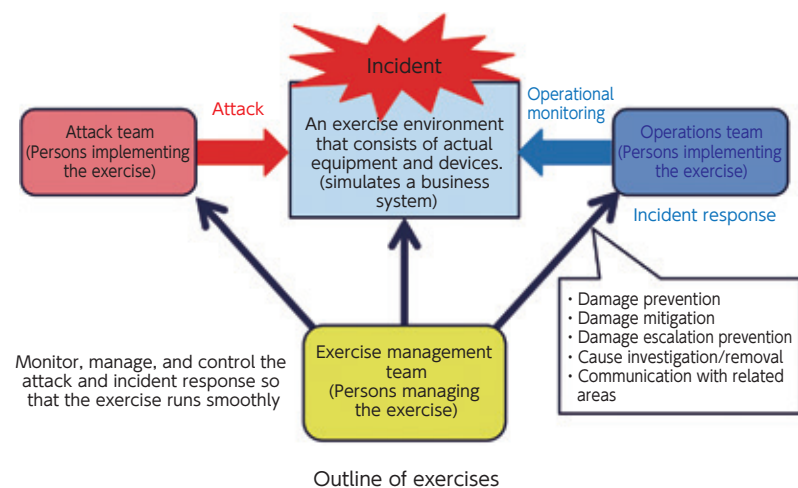 Incident
Attack
Operational
monitoring
Attack team
(Persons implementing
the exercise)
An exercise environment
that consists of actual
equipment and devices.
(simulates a business
system)
Operations team
(Persons implementing
the exercise)
Incident response
・Damage prevention
・Damage mitigation
・Damage escalation prevention
・Cause investigation/removal
・Communication with related
areas
Monitor, manage, and control the
attack and incident response so
that the exercise runs smoothly
Exercise management
team
(Persons managing
the exercise)
Outline of exercises